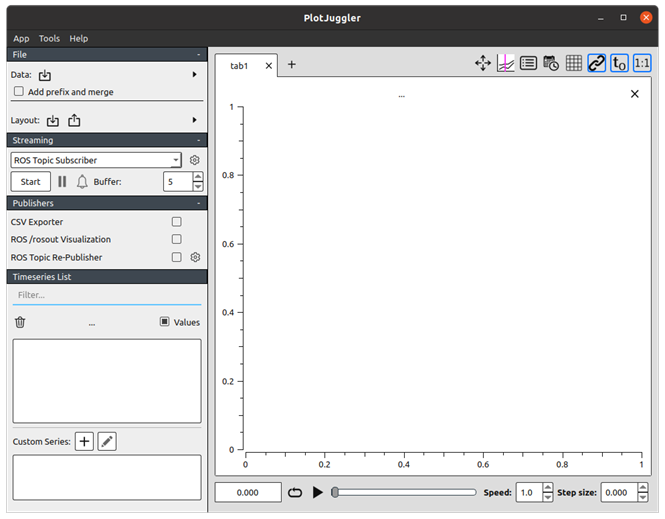 PlotJuggler
App Tools Help
File -
Data:
Add prefix and merge
Layout:
Streaming -
ROS Topic Subscriber
Start Buffer: 5
Publishers -
CSV Exporter
ROS /rosout Visualization
ROS Topic Re-Publisher
Timeseries List
Filter...
... Values
Custom Series:
tab1 × +
t0 1:1
...
1
0.8
0.6
0.4
0.2
0
0 0.2 0.4 0.6 0.8 1
0.000 Speed: 1.0 Step size: 0.000